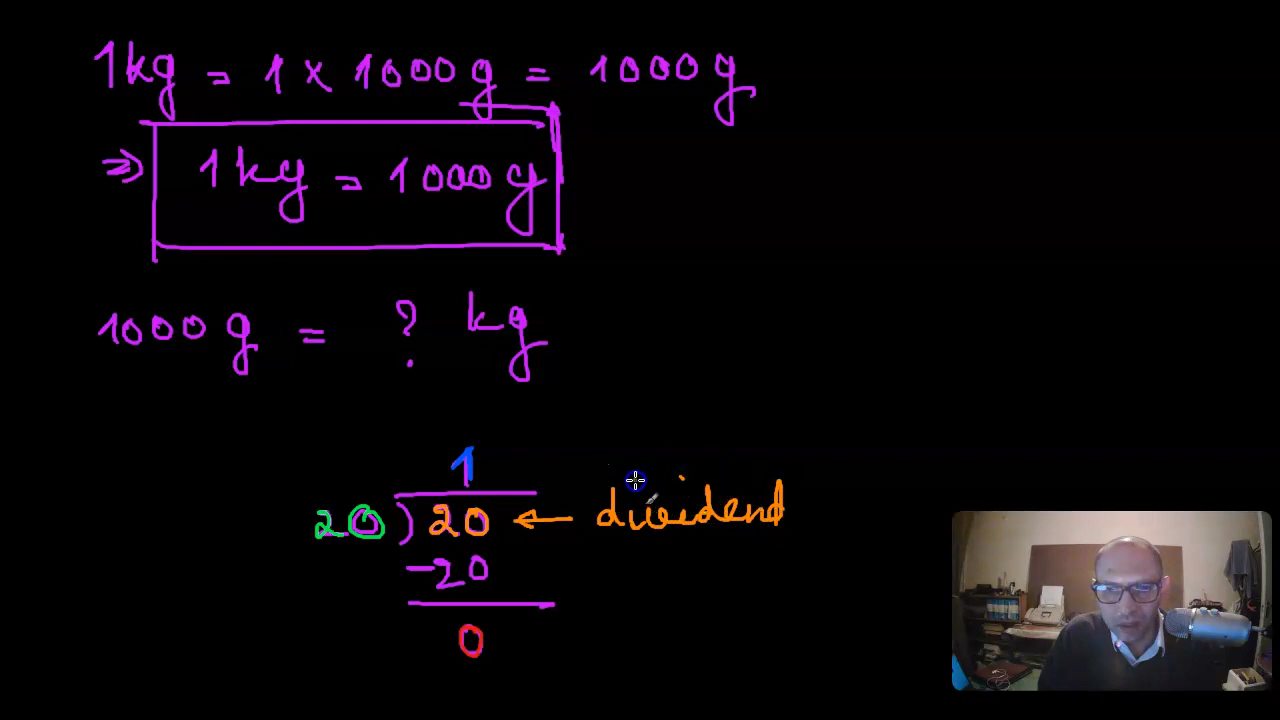 1kg = 1 × 1000g = 1000g
⇒ 1kg = 1000g
1000g = ? kg
1
20 ) 20 ← dividend
-20
0